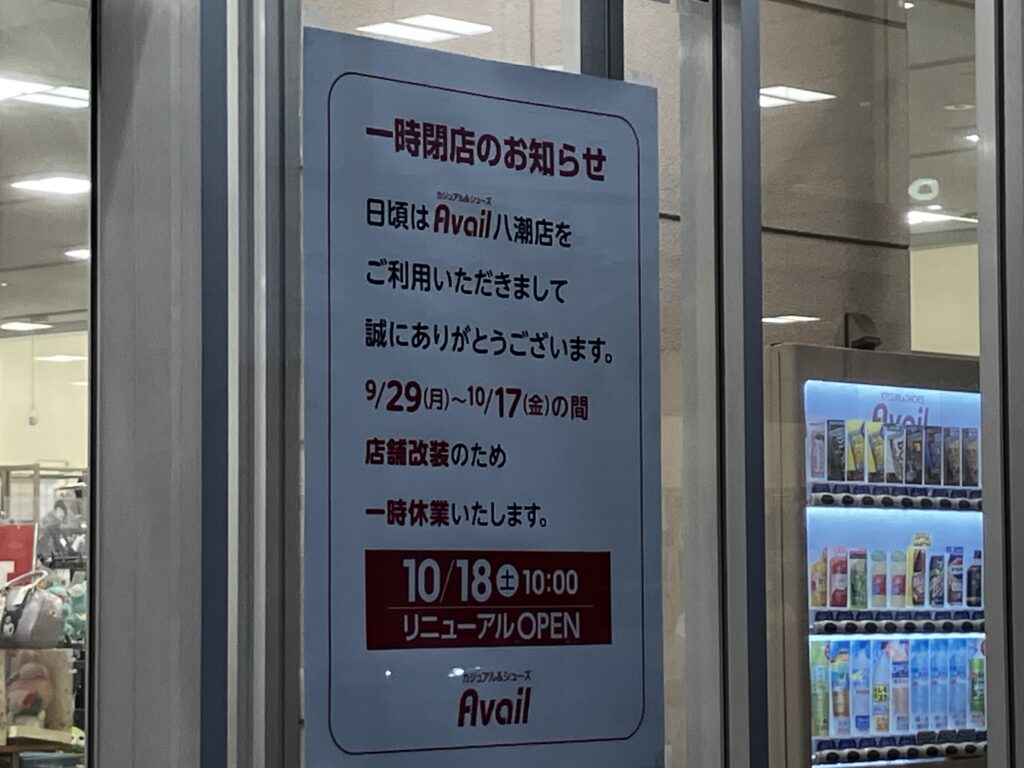 一時閉店のお知らせ
カジュアル&シューズ
日頃はAvail八潮店を
ご利用いただきまして
誠にありがとうございます。
9/29(月)～10/17(金)の間
店舗改装のため
一時休業いたします。
10/18土10:00
リニューアルOPEN
カジュアル&シューズ
Avail
Avail